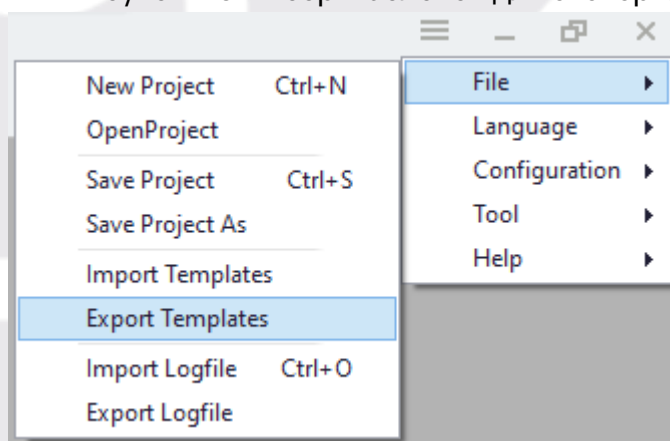 New Project Ctrl+N
OpenProject
Save Project Ctrl+S
Save Project As
Import Templates
Export Templates
Import Logfile Ctrl+O
Export Logfile
File
Language
Configuration
Tool
Help